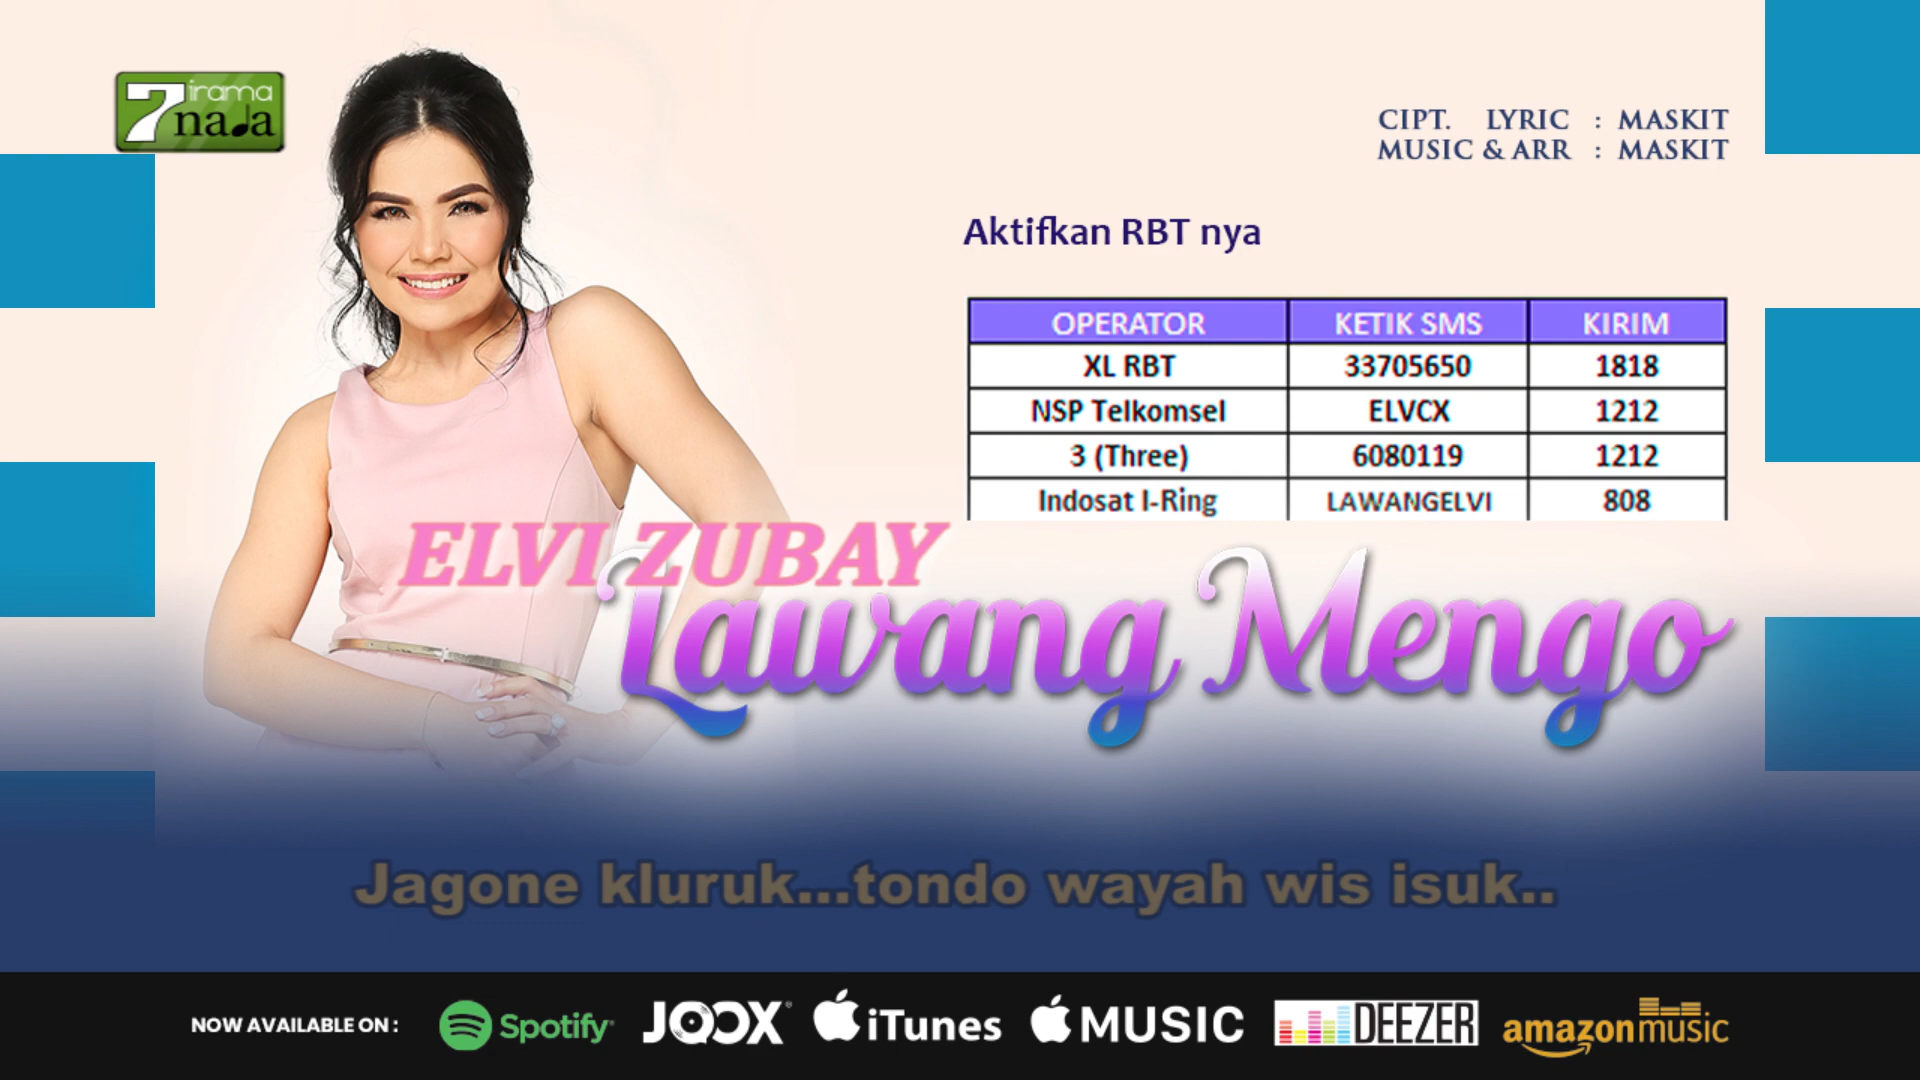 7 irama
nada
CIPT. LYRIC : MASKIT
MUSIC & ARR : MASKIT
Aktifkan RBT nya
OPERATOR KETIK SMS KIRIM
XL RBT 33705650 1818
NSP Telkomsel ELVCX 1212
3 (Three) 6080119 1212
Indosat I-Ring LAWANGELVI 808
ELVI ZUBAY
Lawang Mengo
Jagone kluruk...tondo wayah wis isuk..
NOW AVAILABLE ON : Spotify JOOX iTunes MUSIC DEEZER amazon music